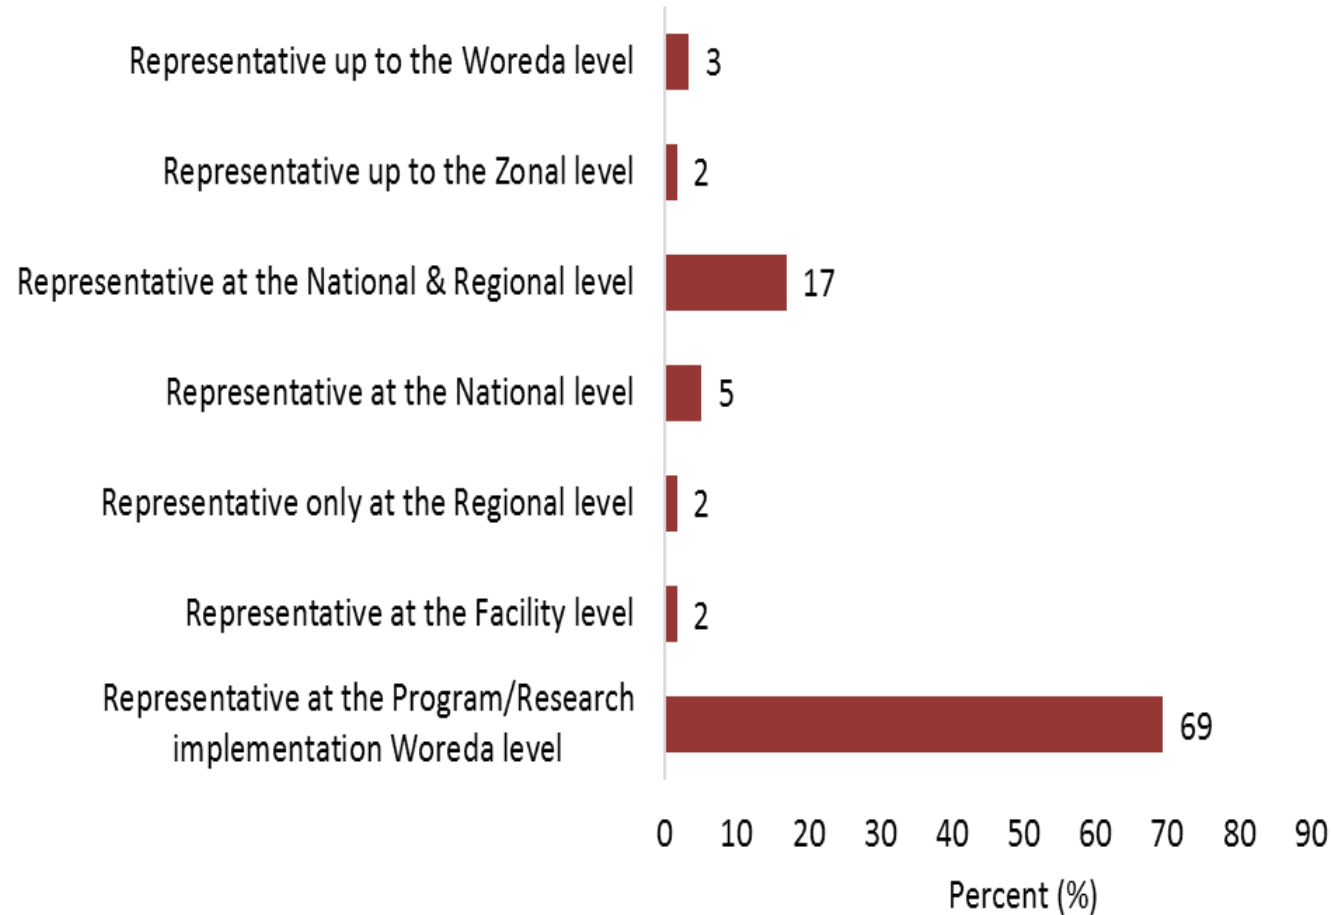 Representative up to the Woreda level 3
Representative up to the Zonal level 2
Representative at the National & Regional level 17
Representative at the National level 5
Representative only at the Regional level 2
Representative at the Facility level 2
Representative at the Program/Research
implementation Woreda level 69
0 10 20 30 40 50 60 70 80 90
Percent (%)